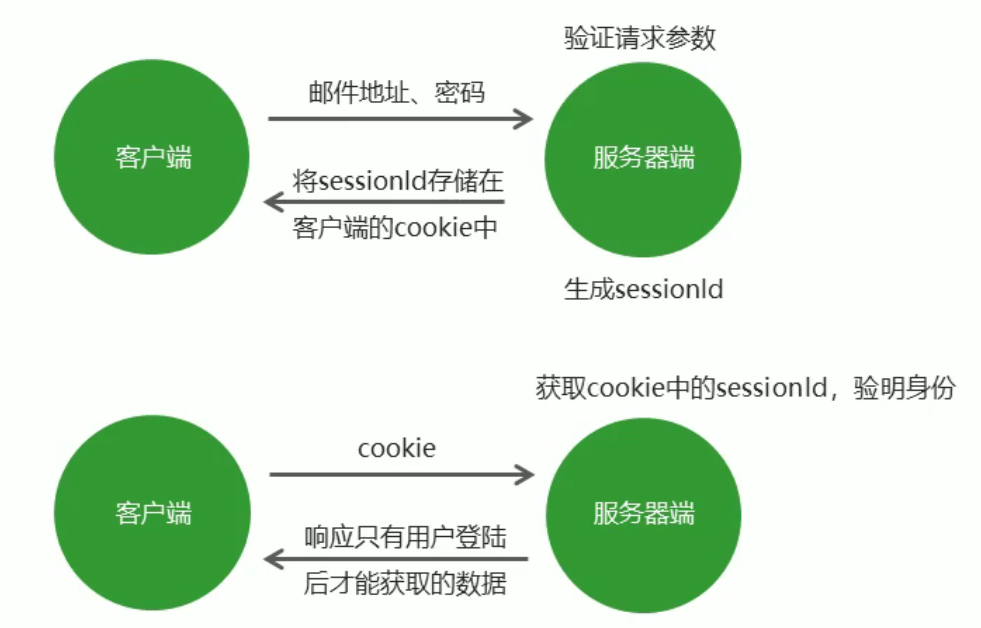 验证请求参数
邮件地址、密码
客户端
服务器端
将sessionId存储在
客户端的cookie中
生成sessionId
获取cookie中的sessionId，验明身份
cookie
客户端
服务器端
响应只有用户登陆
后才能获取的数据